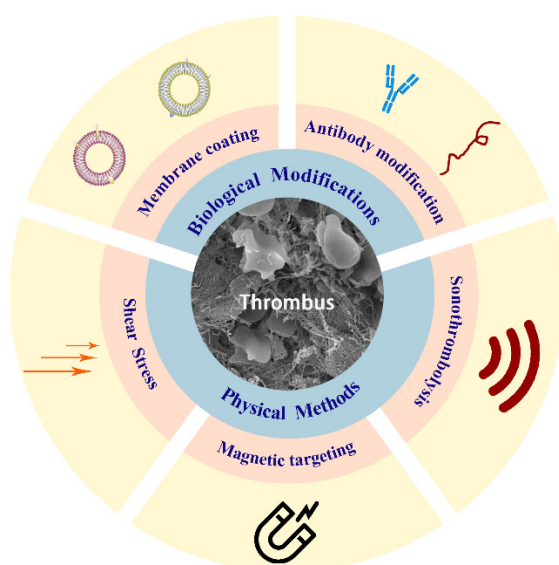 Membrane coating
Antibody modification
Biological Modifications
Thrombus
Shear Stress
Sonothrombolysis
Physical Methods
Magnetic targeting